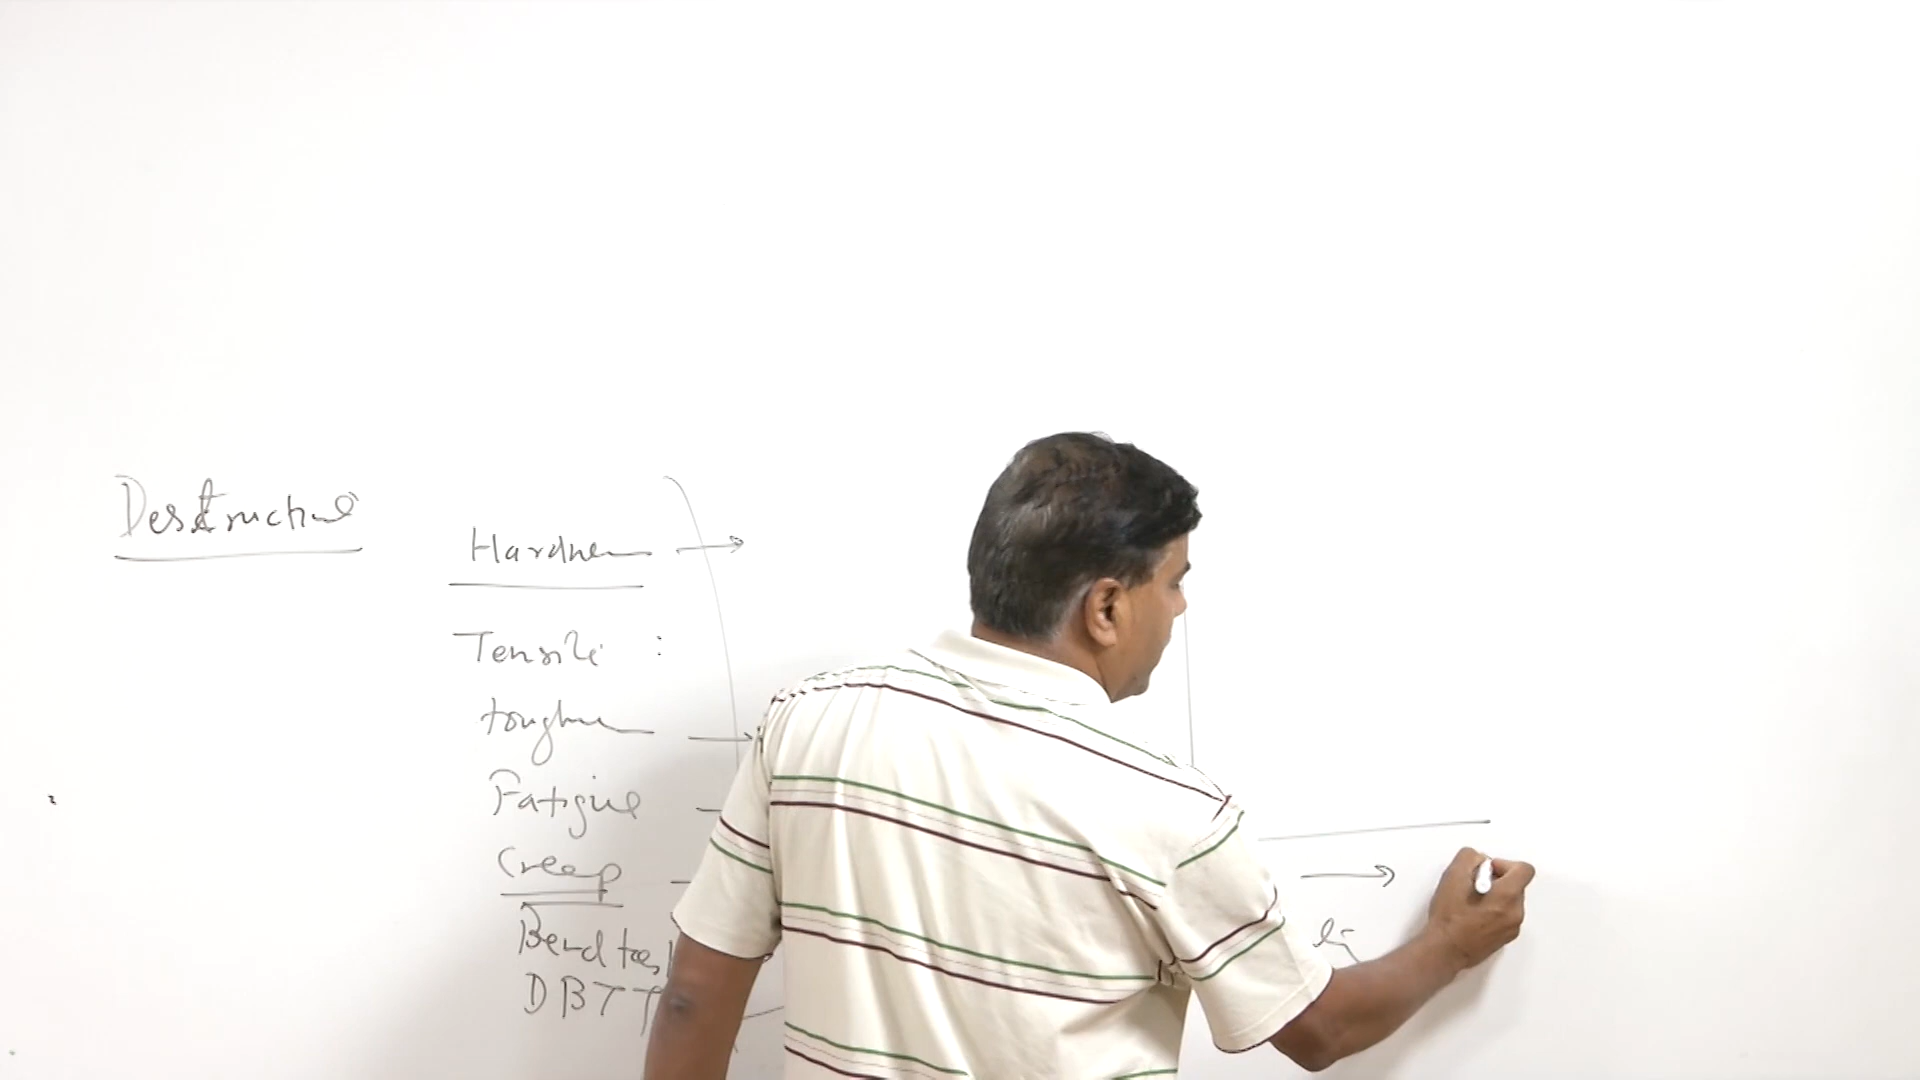 Destructive
Hardness
Tensile :
toughness
Fatigue
Creep
Bend test
DBTT